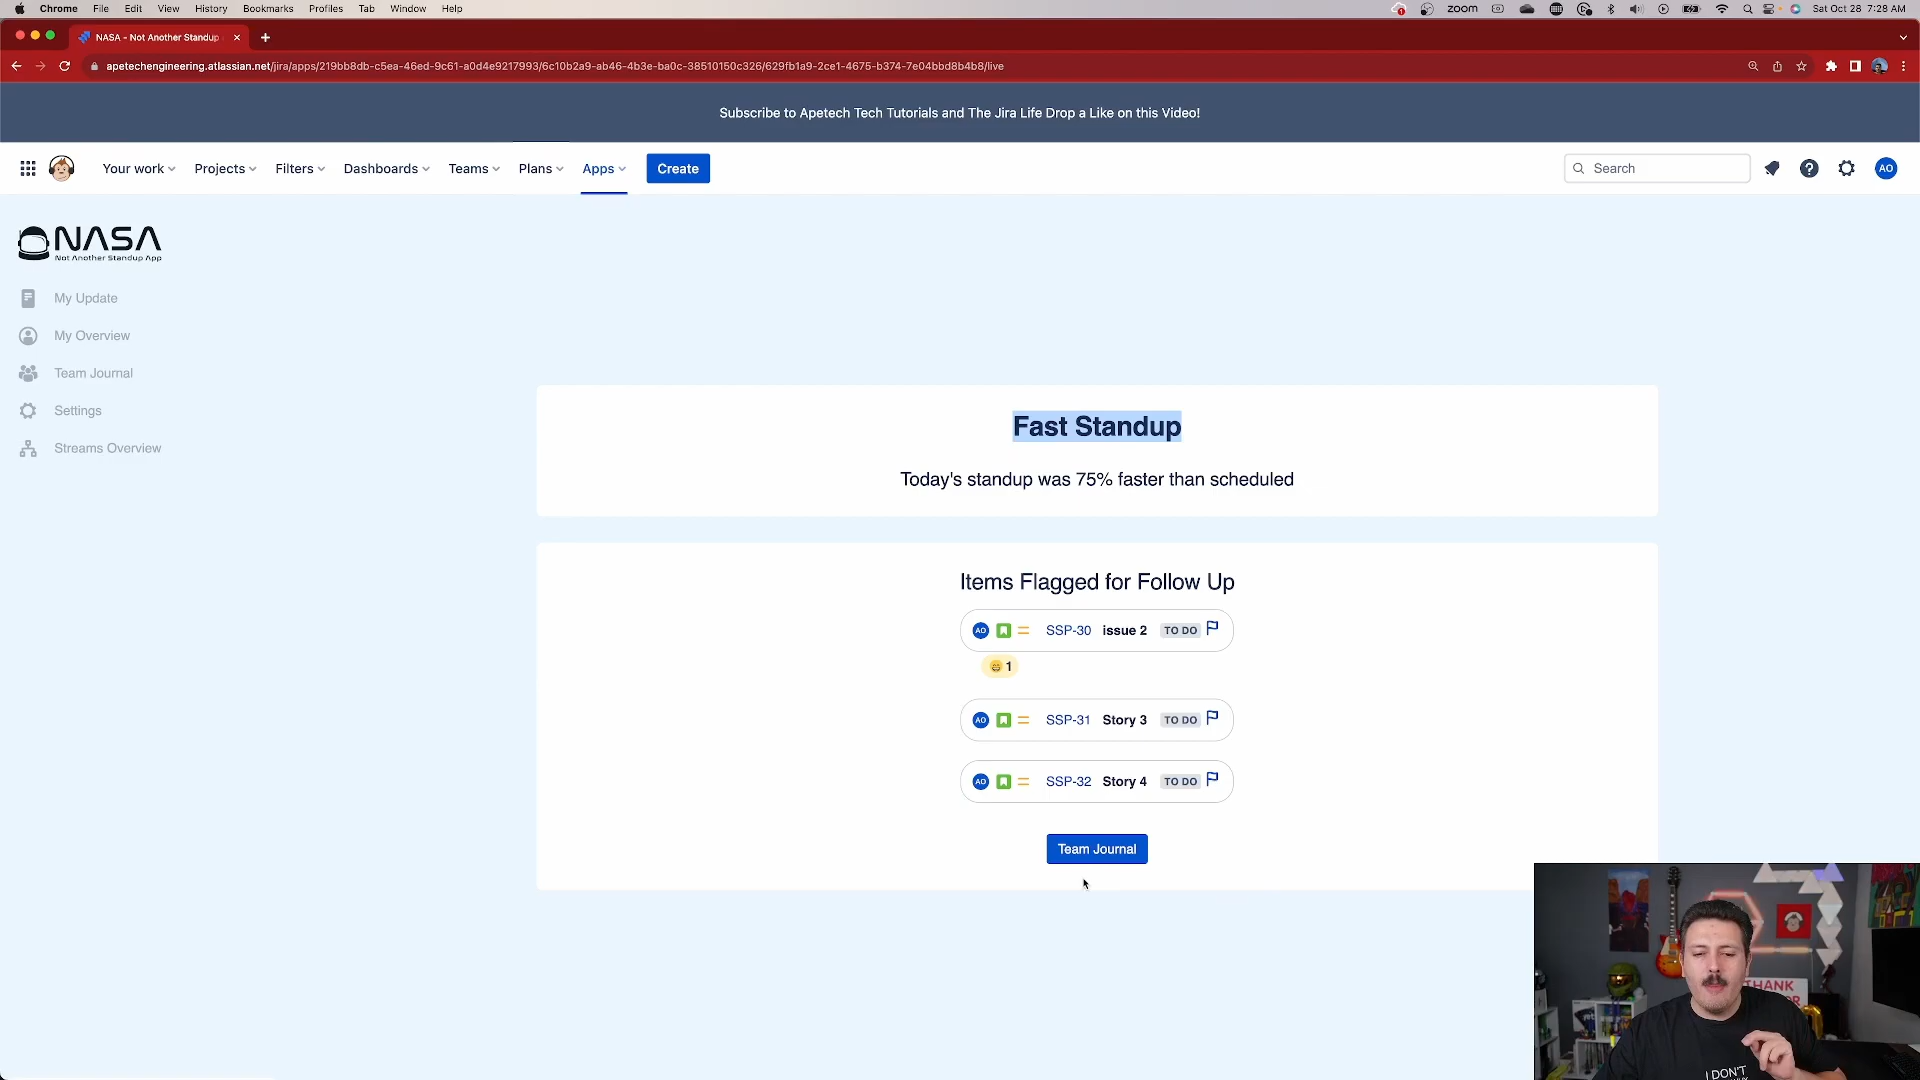 Chrome File Edit View History Bookmarks Profiles Tab Window Help
zoom Sat Oct 28 7:28 AM
NASA - Not Another Standup
apetechengineering.atlassian.net/jira/apps/219bb8db-c5ea-46ed-9c61-a0d4e9217993/6c10b2a9-ab46-4b3e-ba0c-38510150c326/629fb1a9-2ce1-4675-b374-7e04bbd8b4b8/live
Subscribe to Apetech Tech Tutorials and The Jira Life Drop a Like on this Video!
Your work Projects Filters Dashboards Teams Plans Apps Create Search AO
NASA
Not Another Standup App
My Update
My Overview
Team Journal
Settings
Streams Overview
Fast Standup
Today's standup was 75% faster than scheduled
Items Flagged for Follow Up
AO SSP-30 issue 2 TO DO
1
AO SSP-31 Story 3 TO DO
AO SSP-32 Story 4 TO DO
Team Journal
THANK
I DON'T